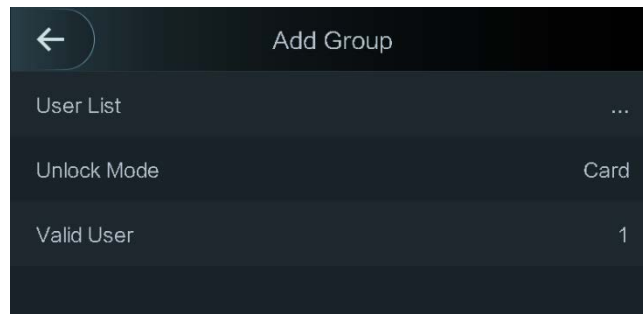 Add Group
User List ...
Unlock Mode Card
Valid User 1